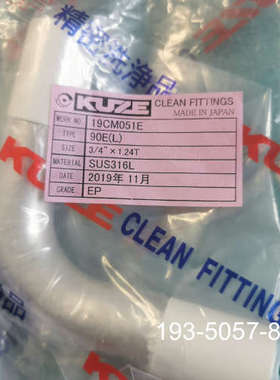 精密洗浄品
KUZE CLEAN FITTINGS
MADE IN JAPAN
WORK NO 19CM051E
TYPE 90E(L)
SIZE 3/4" × 1.24T
MATERIAL SUS316L
DATE 2019年 11月
GRADE EP
KUZE
CLEAN FITTING
193-5057-8